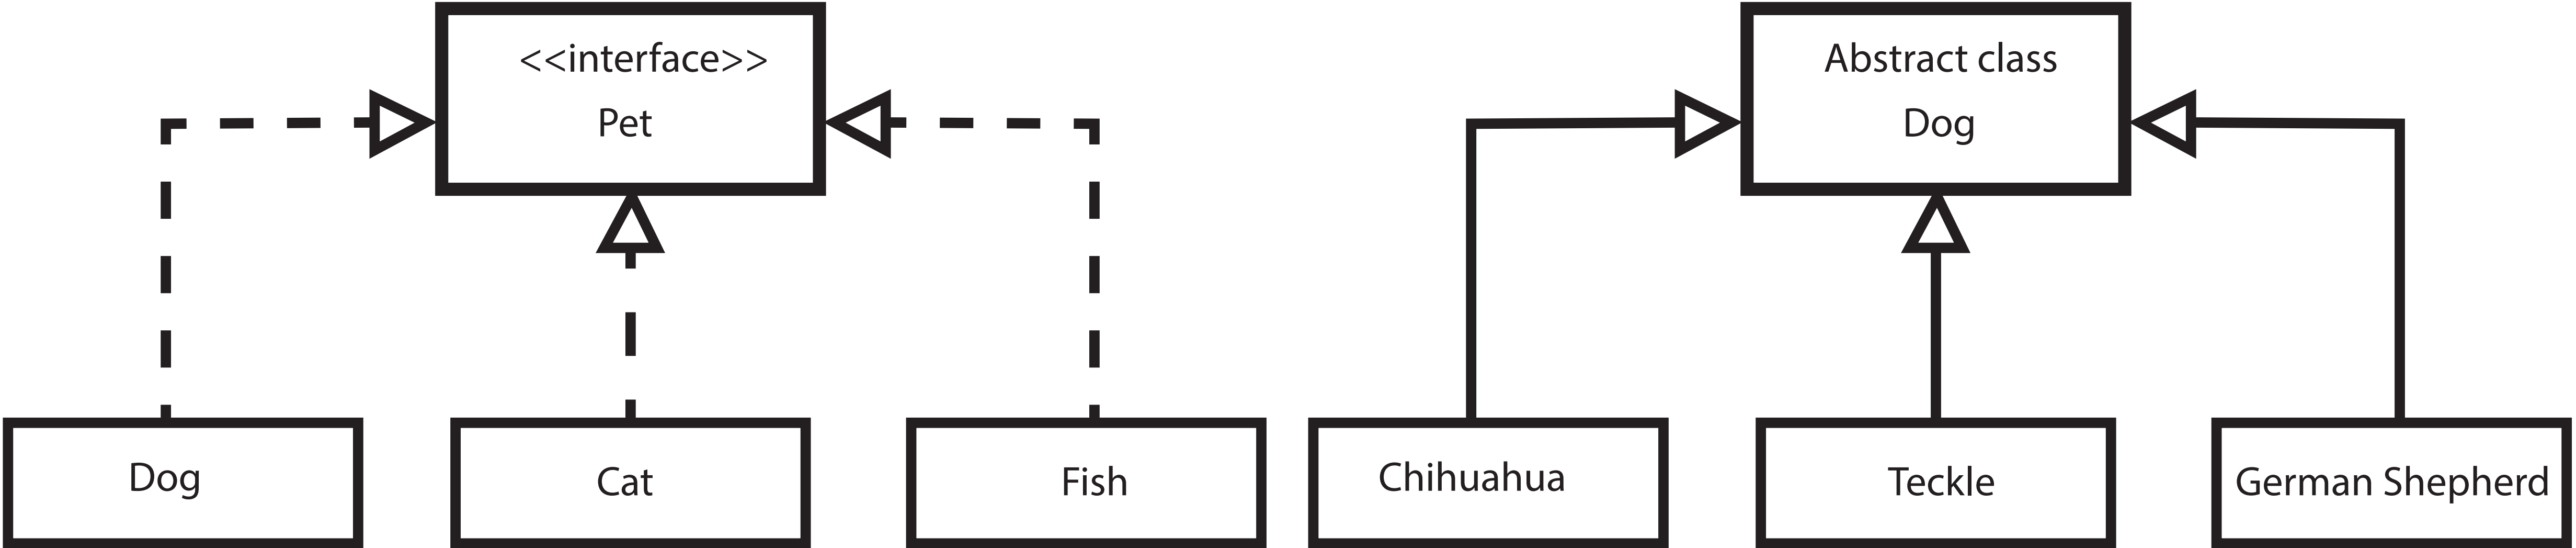 <<interface>>
Pet
Dog
Cat
Fish
Abstract class
Dog
Chihuahua
Teckle
German Shepherd